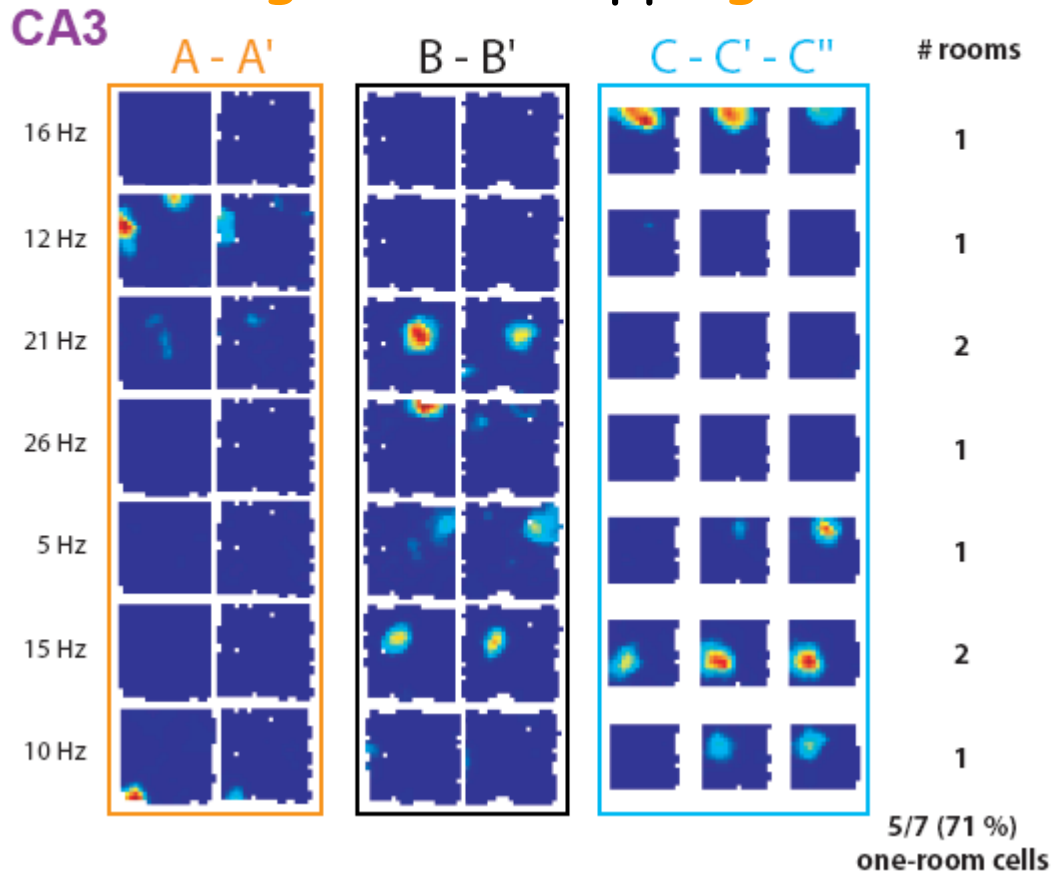 CA3
A - A' B - B' C - C' - C" # rooms
16 Hz 1
12 Hz 1
21 Hz 2
26 Hz 1
5 Hz 1
15 Hz 2
10 Hz 1
5/7 (71 %)
one-room cells